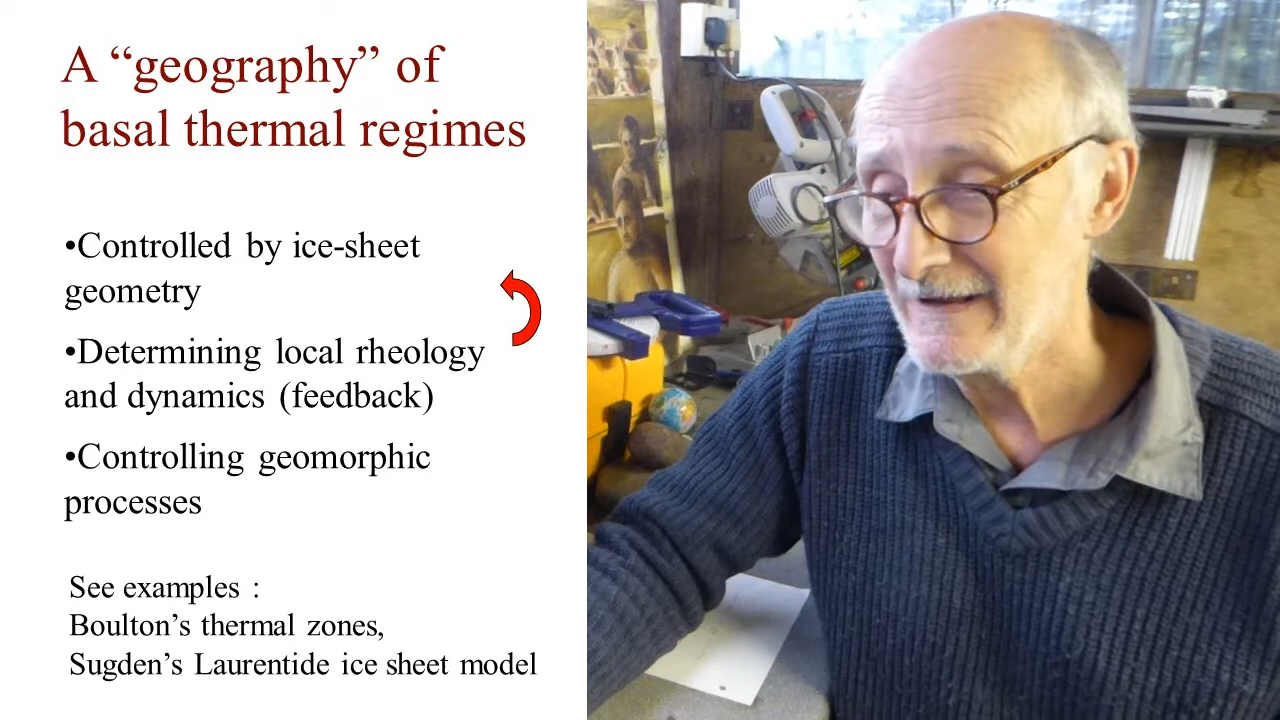 A “geography” of
basal thermal regimes
•Controlled by ice-sheet
geometry
•Determining local rheology
and dynamics (feedback)
•Controlling geomorphic
processes
See examples :
Boulton’s thermal zones,
Sugden’s Laurentide ice sheet model